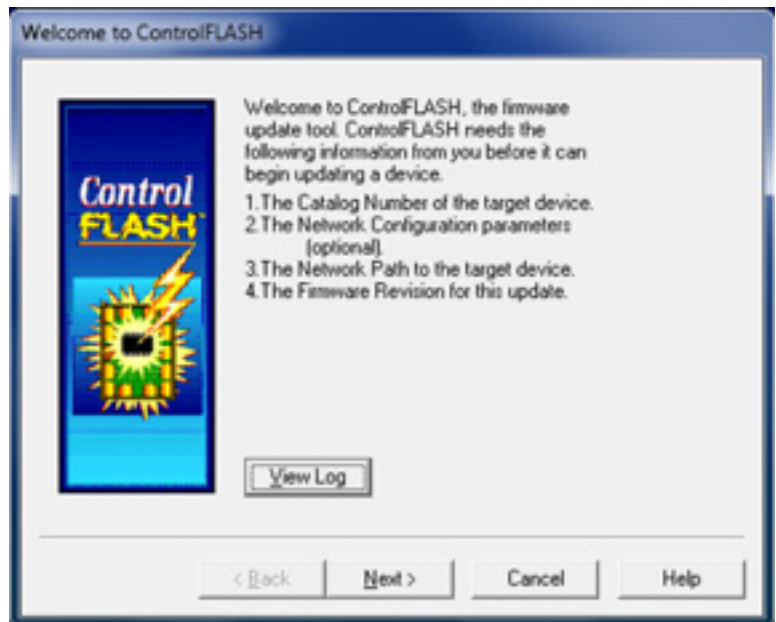 Welcome to ControlFLASH
Control
FLASH
Welcome to ControlFLASH, the firmware
update tool. ControlFLASH needs the
following information from you before it can
begin updating a device.
1.The Catalog Number of the target device.
2.The Network Configuration parameters
(optional).
3.The Network Path to the target device.
4.The Firmware Revision for this update.
View Log
< Back
Next >
Cancel
Help